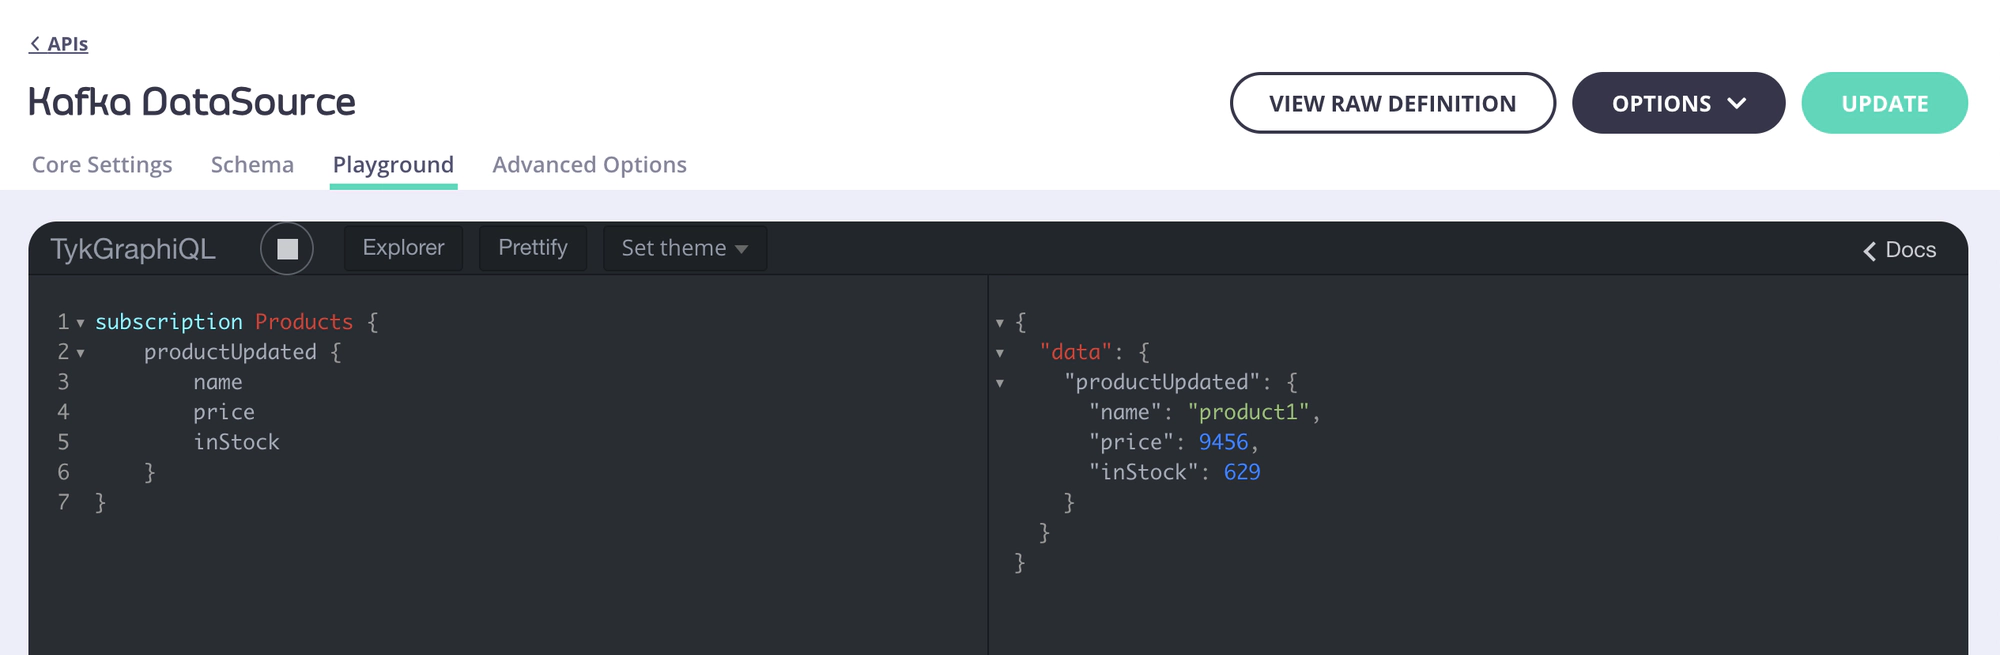 APIs
Kafka DataSource
VIEW RAW DEFINITION
OPTIONS
UPDATE
Core Settings
Schema
Playground
Advanced Options
TykGraphiQL
Explorer
Prettify
Set theme
Docs
1 subscription Products {
2 productUpdated {
3 name
4 price
5 inStock
6 }
7 }
{
"data": {
"productUpdated": {
"name": "product1",
"price": 9456,
"inStock": 629
}
}
}